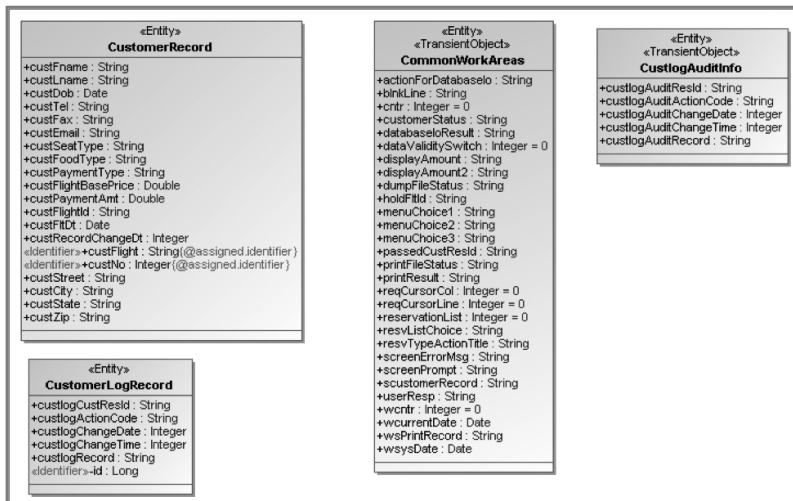 «Entity»
CustomerRecord
+custFname : String
+custLname : String
+custDob : Date
+custTel : String
+custFax : String
+custEmail : String
+custSeatType : String
+custFoodType : String
+custPaymentType : String
+custFlightBasePrice : Double
+custPaymentAmt : Double
+custFlightId : String
+custFltDt : Date
+custRecordChangeDt : Integer
«Identifier»+custFlight : String{@assigned.identifier}
«Identifier»+custNo : Integer{@assigned.identifier}
+custStreet : String
+custCity : String
+custState : String
+custZip : String
«Entity»
CustomerLogRecord
+custlogCustResId : String
+custlogActionCode : String
+custlogChangeDate : Integer
+custlogChangeTime : Integer
+custlogRecord : String
«Identifier»-id : Long
«Entity»
«TransientObject»
CommonWorkAreas
+actionForDatabaseIo : String
+blnkLine : String
+cntr : Integer = 0
+customerStatus : String
+databaseIoResult : String
+dataValiditySwitch : Integer = 0
+displayAmount : String
+displayAmount2 : String
+dumpFileStatus : String
+holdFltId : String
+menuChoice1 : String
+menuChoice2 : String
+menuChoice3 : String
+passedCustResId : String
+printFileStatus : String
+printResult : String
+reqCursorCol : Integer = 0
+reqCursorLine : Integer = 0
+reservationList : Integer = 0
+resvListChoice : String
+resvTypeActionTitle : String
+screenErrorMsg : String
+screenPrompt : String
+scustomerRecord : String
+userResp : String
+wcntr : Integer = 0
+wcurrentDate : Date
+wsPrintRecord : String
+wsysDate : Date
«Entity»
«TransientObject»
CustlogAuditInfo
+custlogAuditResId : String
+custlogAuditActionCode : String
+custlogAuditChangeDate : Integer
+custlogAuditChangeTime : Integer
+custlogAuditRecord : String